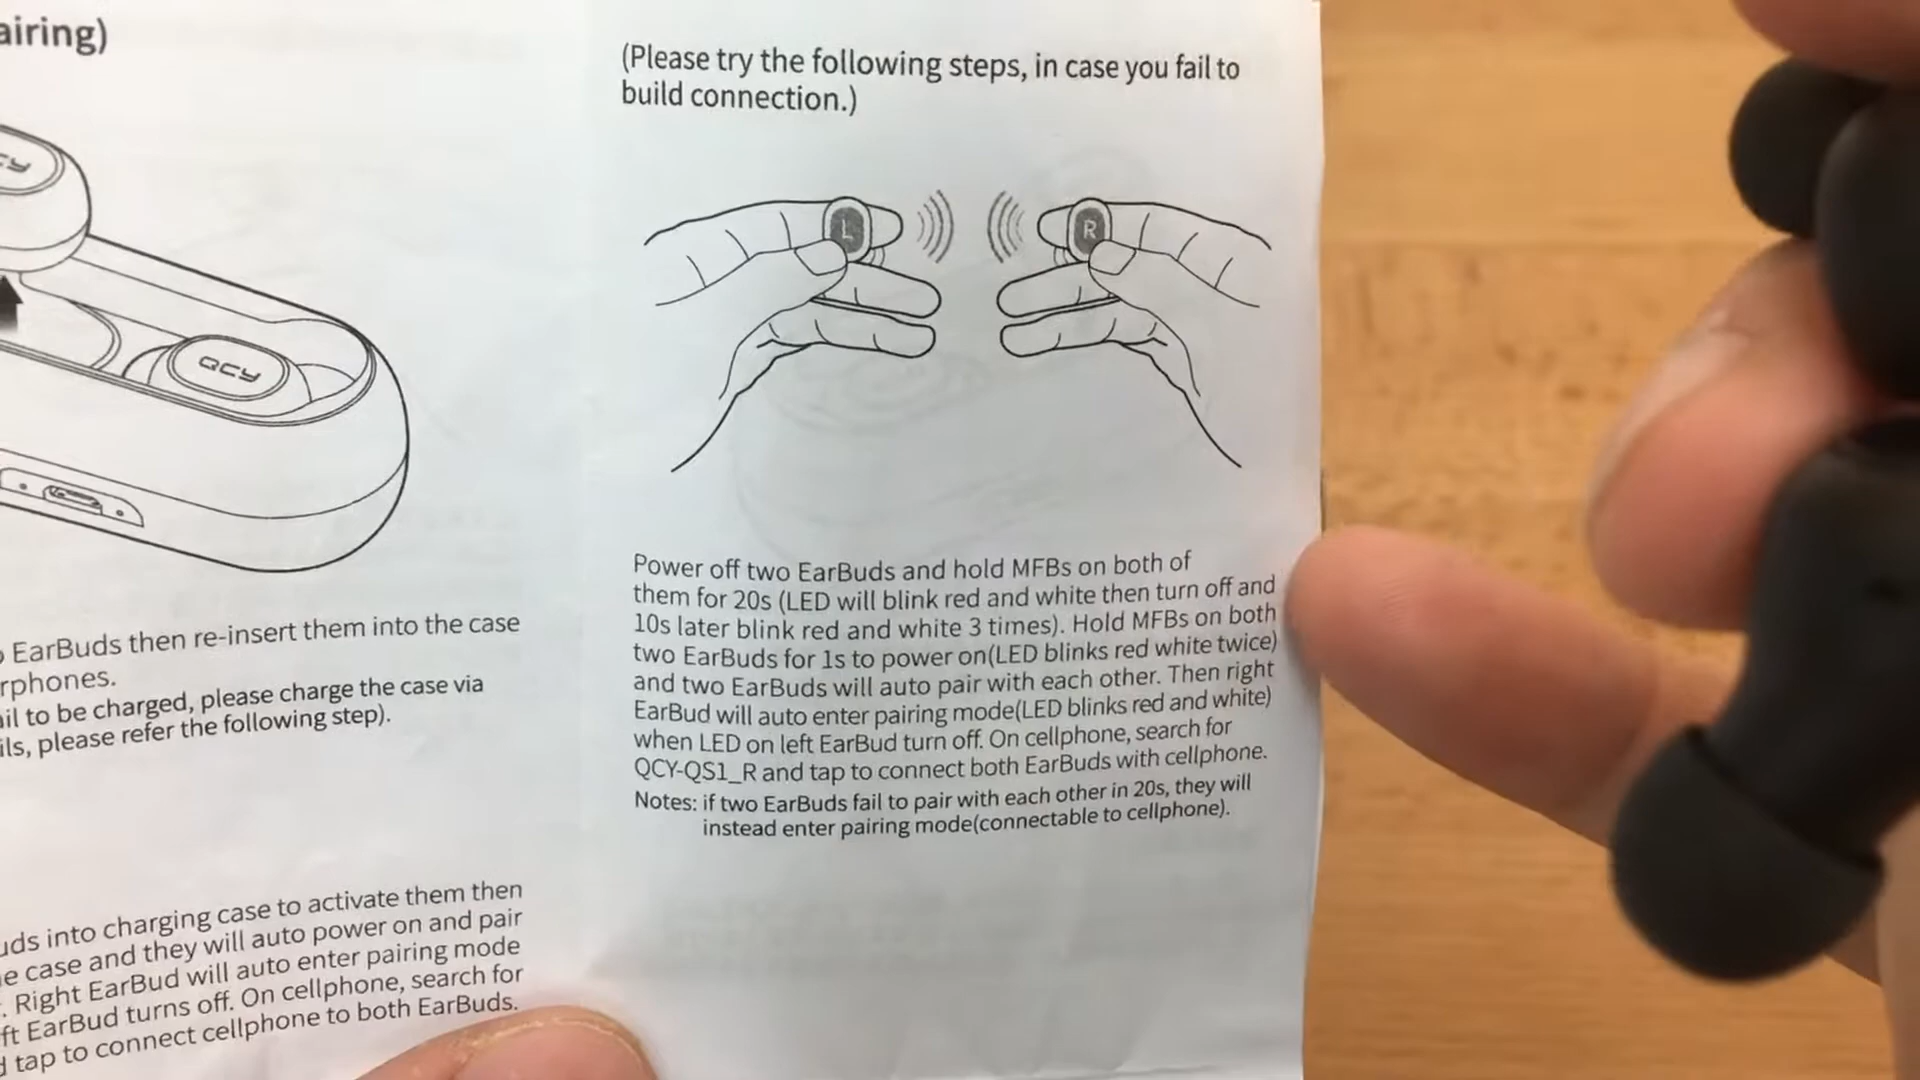 airing)
QCY
EarBuds then re-insert them into the case
rphones.
ail to be charged, please charge the case via
ils, please refer the following step).
uds into charging case to activate them then
e case and they will auto power on and pair
. Right EarBud will auto enter pairing mode
ft EarBud turns off. On cellphone, search for
tap to connect cellphone to both EarBuds.
(Please try the following steps, in case you fail to
build connection.)
L
R
Power off two EarBuds and hold MFBs on both of
them for 20s (LED will blink red and white then turn off and
10s later blink red and white 3 times). Hold MFBs on both
two EarBuds for 1s to power on(LED blinks red white twice)
and two EarBuds will auto pair with each other. Then right
EarBud will auto enter pairing mode(LED blinks red and white)
when LED on left EarBud turn off. On cellphone, search for
QCY-QS1_R and tap to connect both EarBuds with cellphone.
Notes: if two EarBuds fail to pair with each other in 20s, they will
instead enter pairing mode(connectable to cellphone).